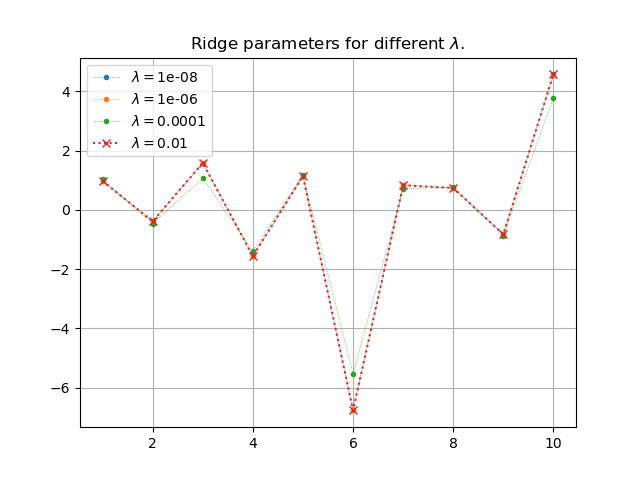 Ridge parameters for different λ.
λ = 1e-08
λ = 1e-06
λ = 0.0001
λ = 0.01
4
2
0
−2
−4
−6
2 4 6 8 10